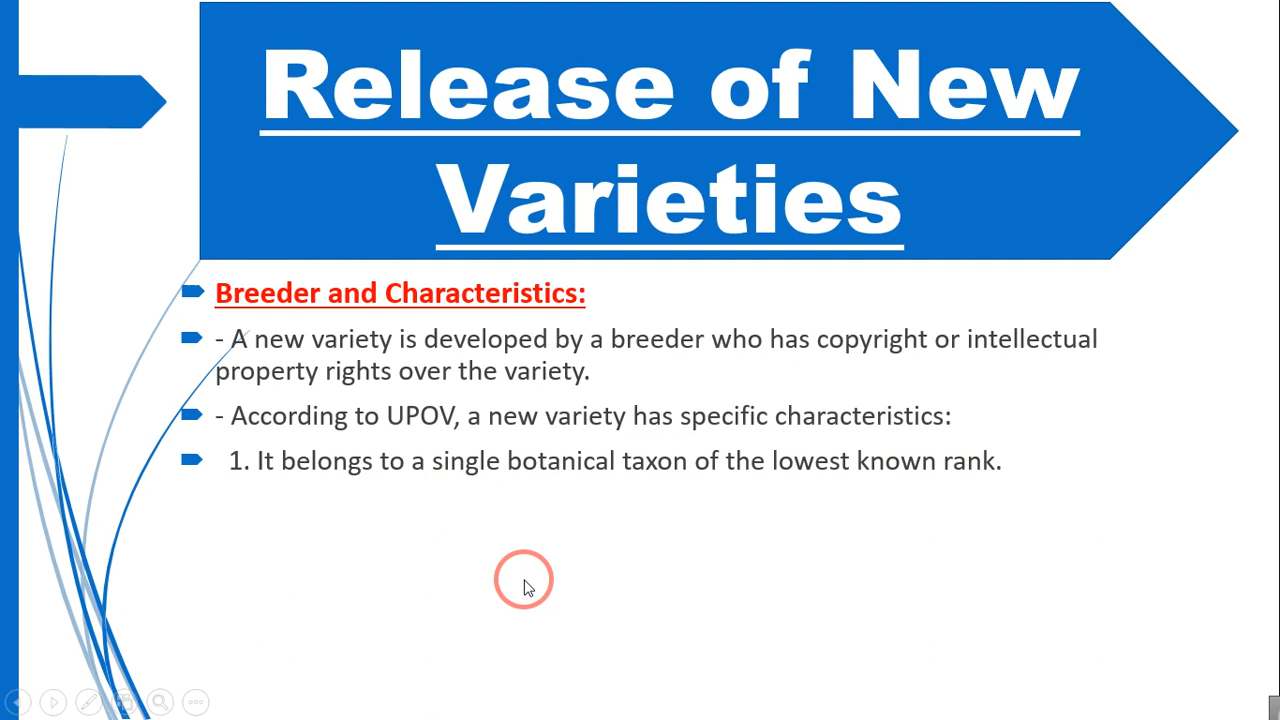 Release of New
Varieties
Breeder and Characteristics:
- A new variety is developed by a breeder who has copyright or intellectual
property rights over the variety.
- According to UPOV, a new variety has specific characteristics:
1. It belongs to a single botanical taxon of the lowest known rank.